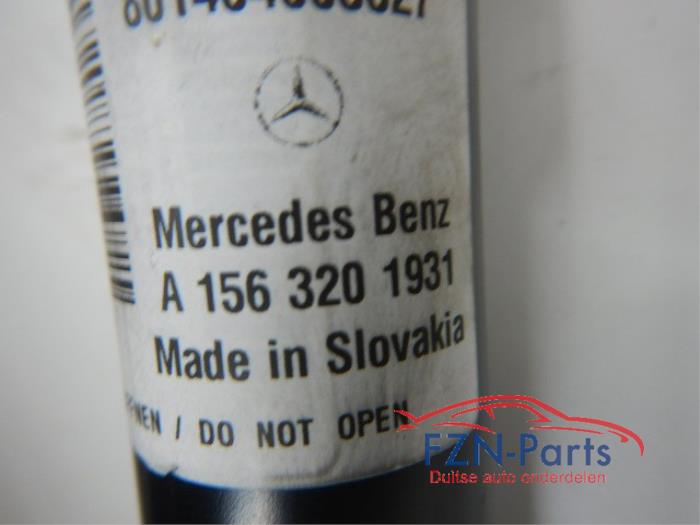 Mercedes Benz
A 156 320 1931
Made in Slovakia
DO NOT OPEN
FZN-Parts
Duitse auto onderdelen